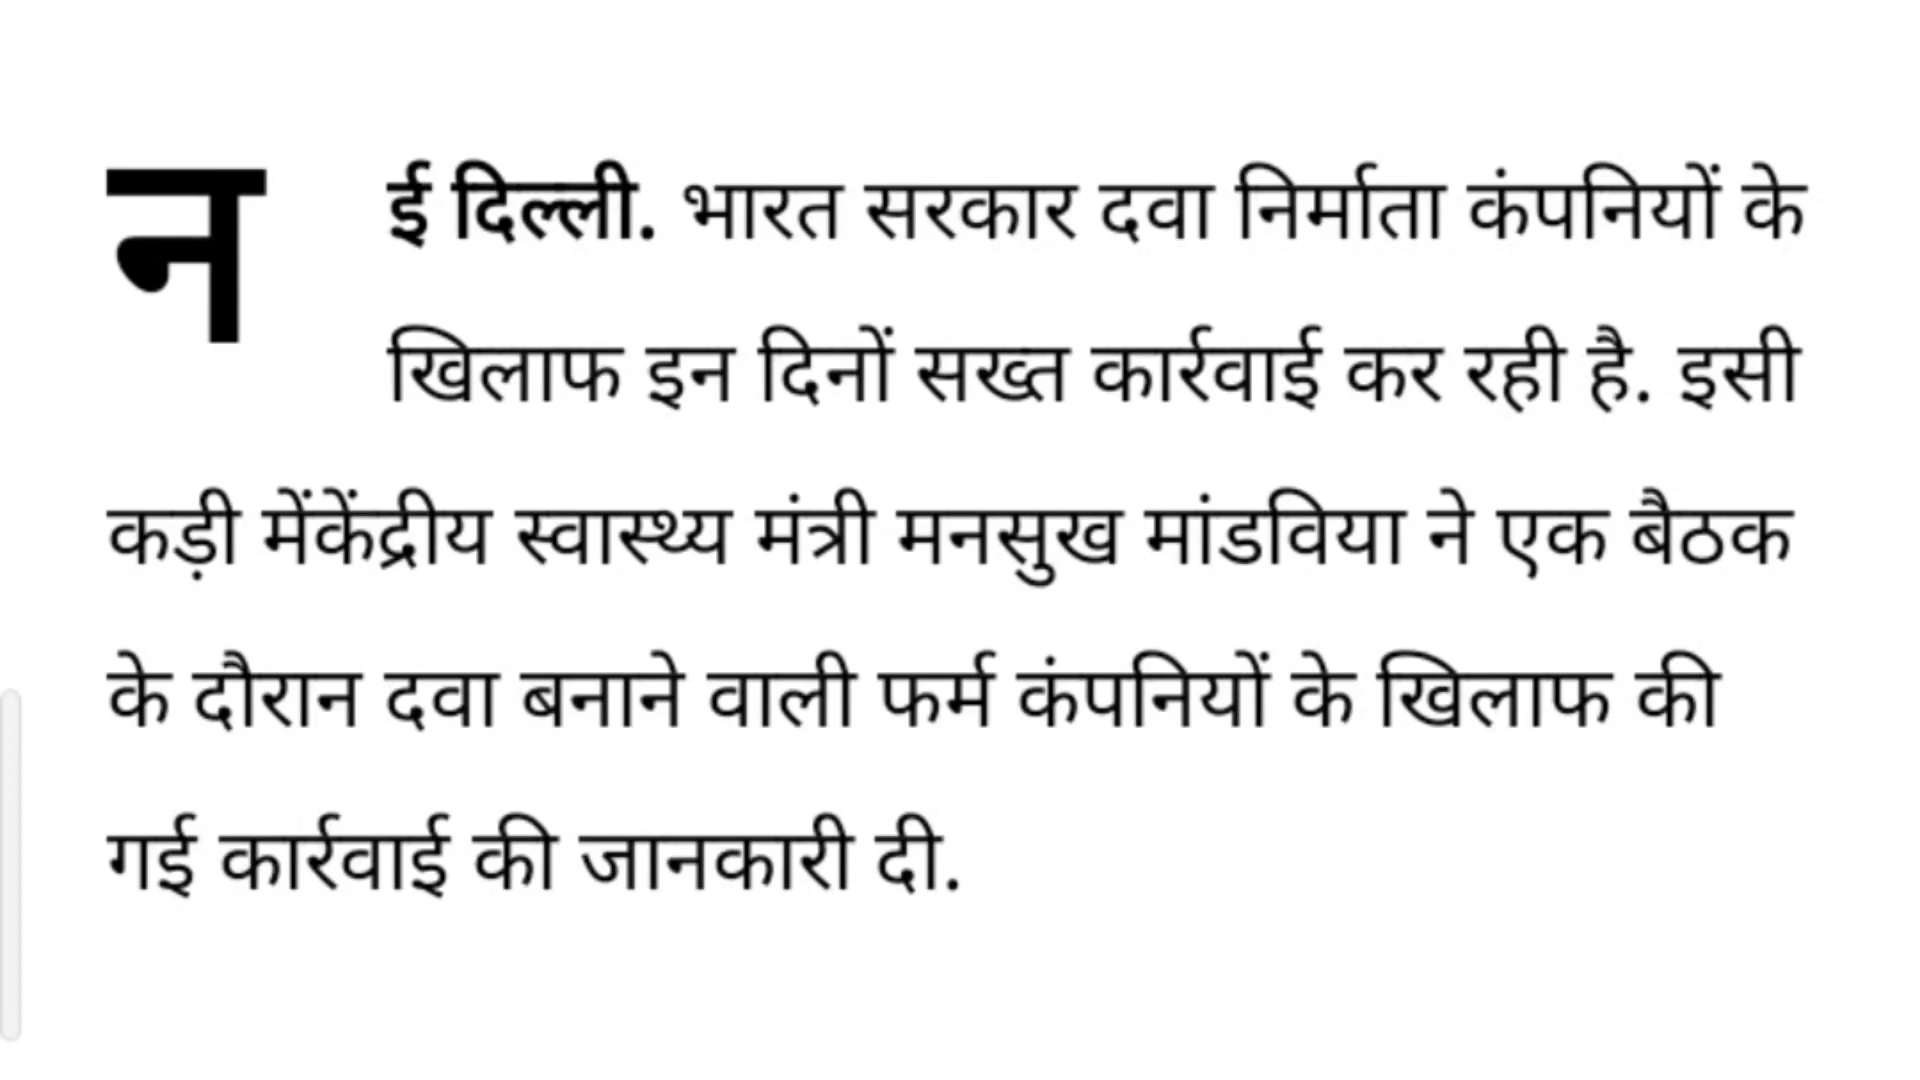 नई दिल्ली. भारत सरकार दवा निर्माता कंपनियों के
खिलाफ इन दिनों सख्त कार्रवाई कर रही है. इसी
कड़ी मेंकेंद्रीय स्वास्थ्य मंत्री मनसुख मांडविया ने एक बैठक
के दौरान दवा बनाने वाली फर्म कंपनियों के खिलाफ की
गई कार्रवाई की जानकारी दी.